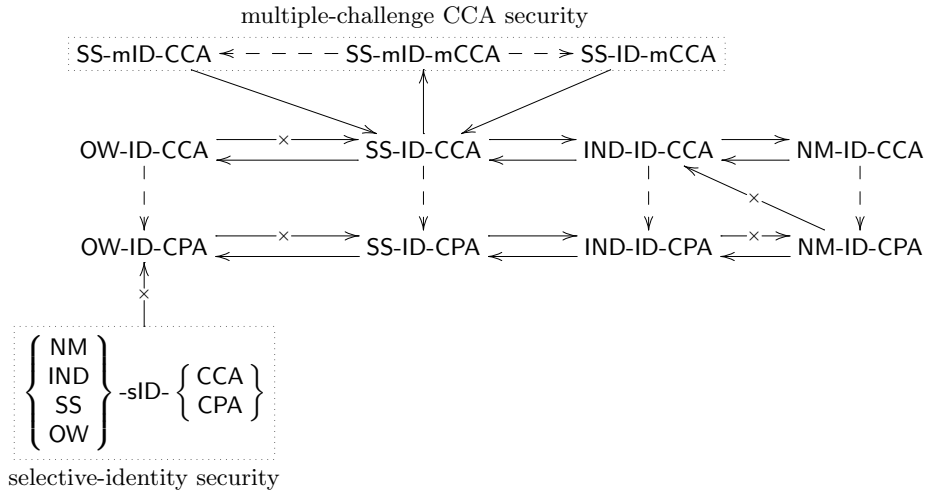 multiple-challenge CCA security
SS-mID-CCA SS-mID-mCCA SS-ID-mCCA
OW-ID-CCA × SS-ID-CCA IND-ID-CCA NM-ID-CCA
×
OW-ID-CPA × SS-ID-CPA IND-ID-CPA × NM-ID-CPA
×
NM
IND
SS
OW
-sID-
CCA
CPA
selective-identity security